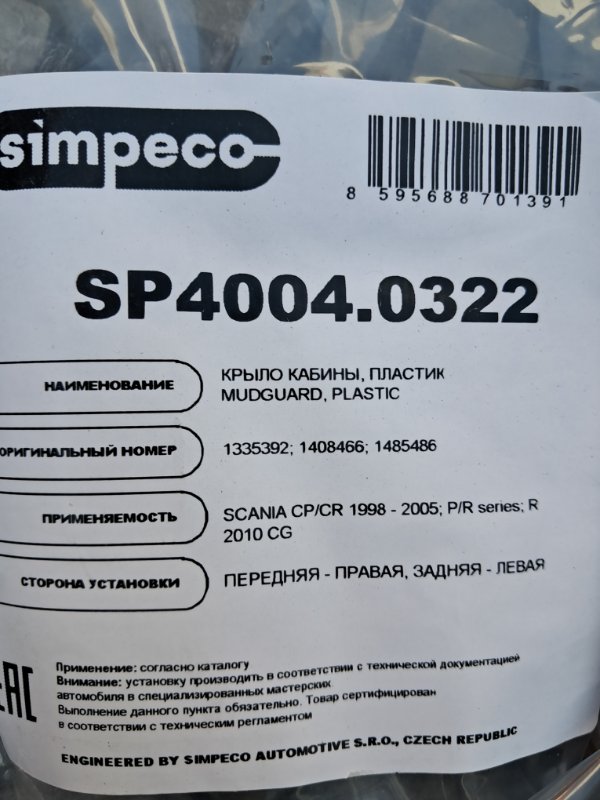 simpeco
8 595688 701391
SP4004.0322
НАИМЕНОВАНИЕ
КРЫЛО КАБИНЫ, ПЛАСТИК
MUDGUARD, PLASTIC
ОРИГИНАЛЬНЫЙ НОМЕР
1335392; 1408466; 1485486
ПРИМЕНЯЕМОСТЬ
SCANIA CP/CR 1998 - 2005; P/R series; R
2010 CG
СТОРОНА УСТАНОВКИ
ПЕРЕДНЯЯ - ПРАВАЯ, ЗАДНЯЯ - ЛЕВАЯ
EAC
Применение: согласно каталогу
Внимание: установку производить в соответствии с технической документацией
автомобиля в специализированных мастерских
Выполнение данного пункта обязательно. Товар сертифицирован
в соответствии с техническим регламентом
ENGINEERED BY SIMPECO AUTOMOTIVE S.R.O., CZECH REPUBLIC